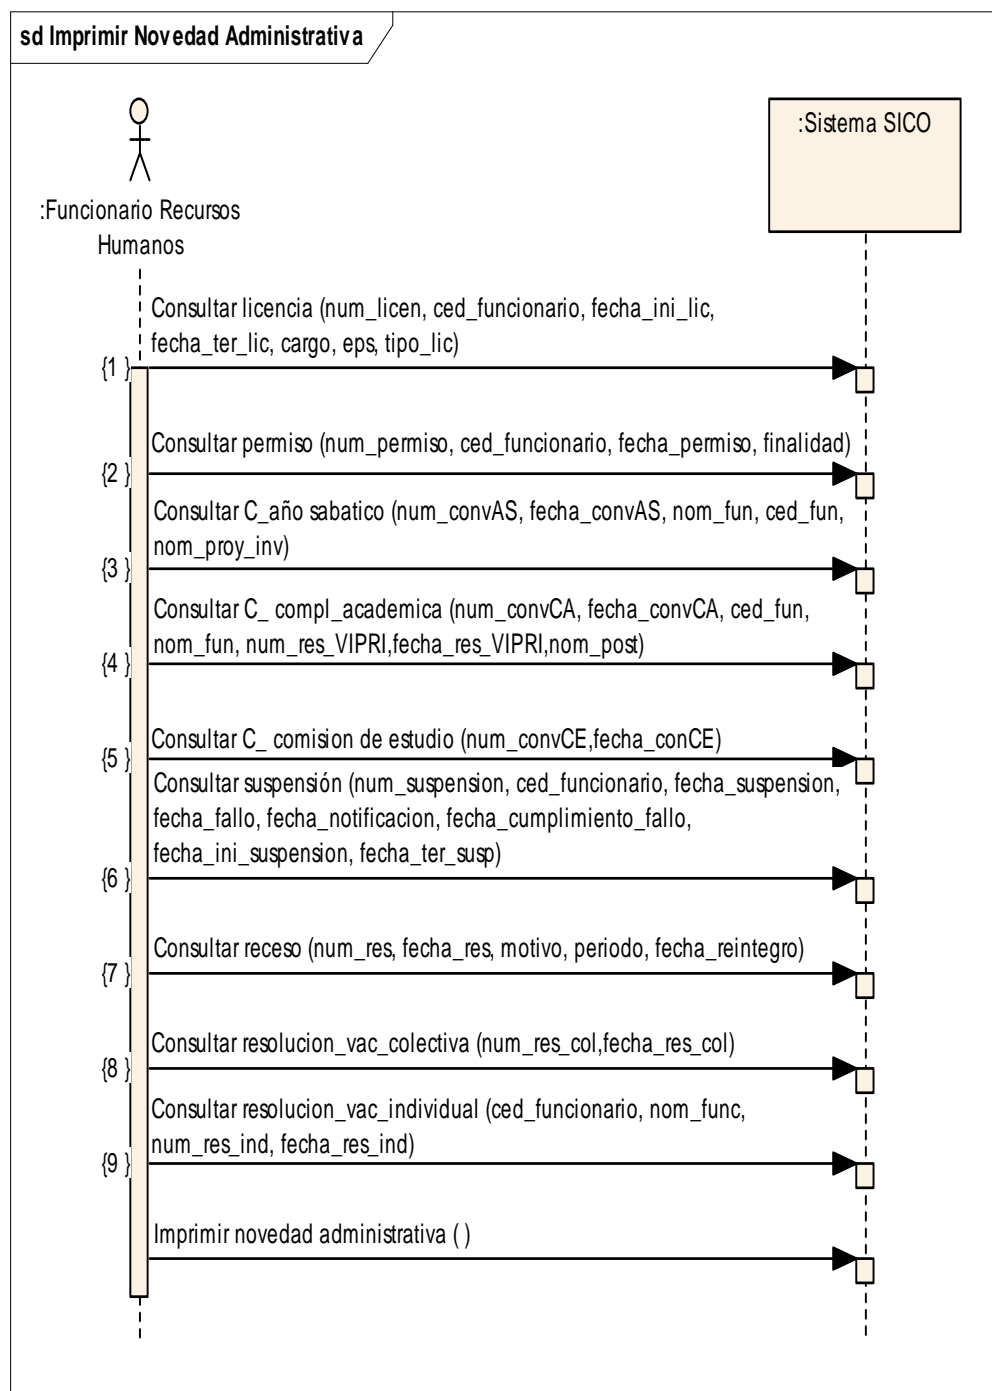 sd Imprimir Novedad Administrativa
:Sistema SICO
:Funcionario Recursos
Humanos
Consultar licencia (num_licen, ced_funcionario, fecha_ini_lic,
fecha_ter_lic, cargo, eps, tipo_lic)
{1 }
Consultar permiso (num_permiso, ced_funcionario, fecha_permiso, finalidad)
{2 }
Consultar C_año sabatico (num_convAS, fecha_convAS, nom_fun, ced_fun,
nom_proy_inv)
{3 }
Consultar C_ compl_academica (num_convCA, fecha_convCA, ced_fun,
nom_fun, num_res_VIPRI,fecha_res_VIPRI,nom_post)
{4 }
Consultar C_ comision de estudio (num_convCE,fecha_conCE)
{5 }
Consultar suspensión (num_suspension, ced_funcionario, fecha_suspension,
fecha_fallo, fecha_notificacion, fecha_cumplimiento_fallo,
fecha_ini_suspension, fecha_ter_susp)
{6 }
Consultar receso (num_res, fecha_res, motivo, periodo, fecha_reintegro)
{7 }
Consultar resolucion_vac_colectiva (num_res_col,fecha_res_col)
{8 }
Consultar resolucion_vac_individual (ced_funcionario, nom_func,
num_res_ind, fecha_res_ind)
{9 }
Imprimir novedad administrativa ( )